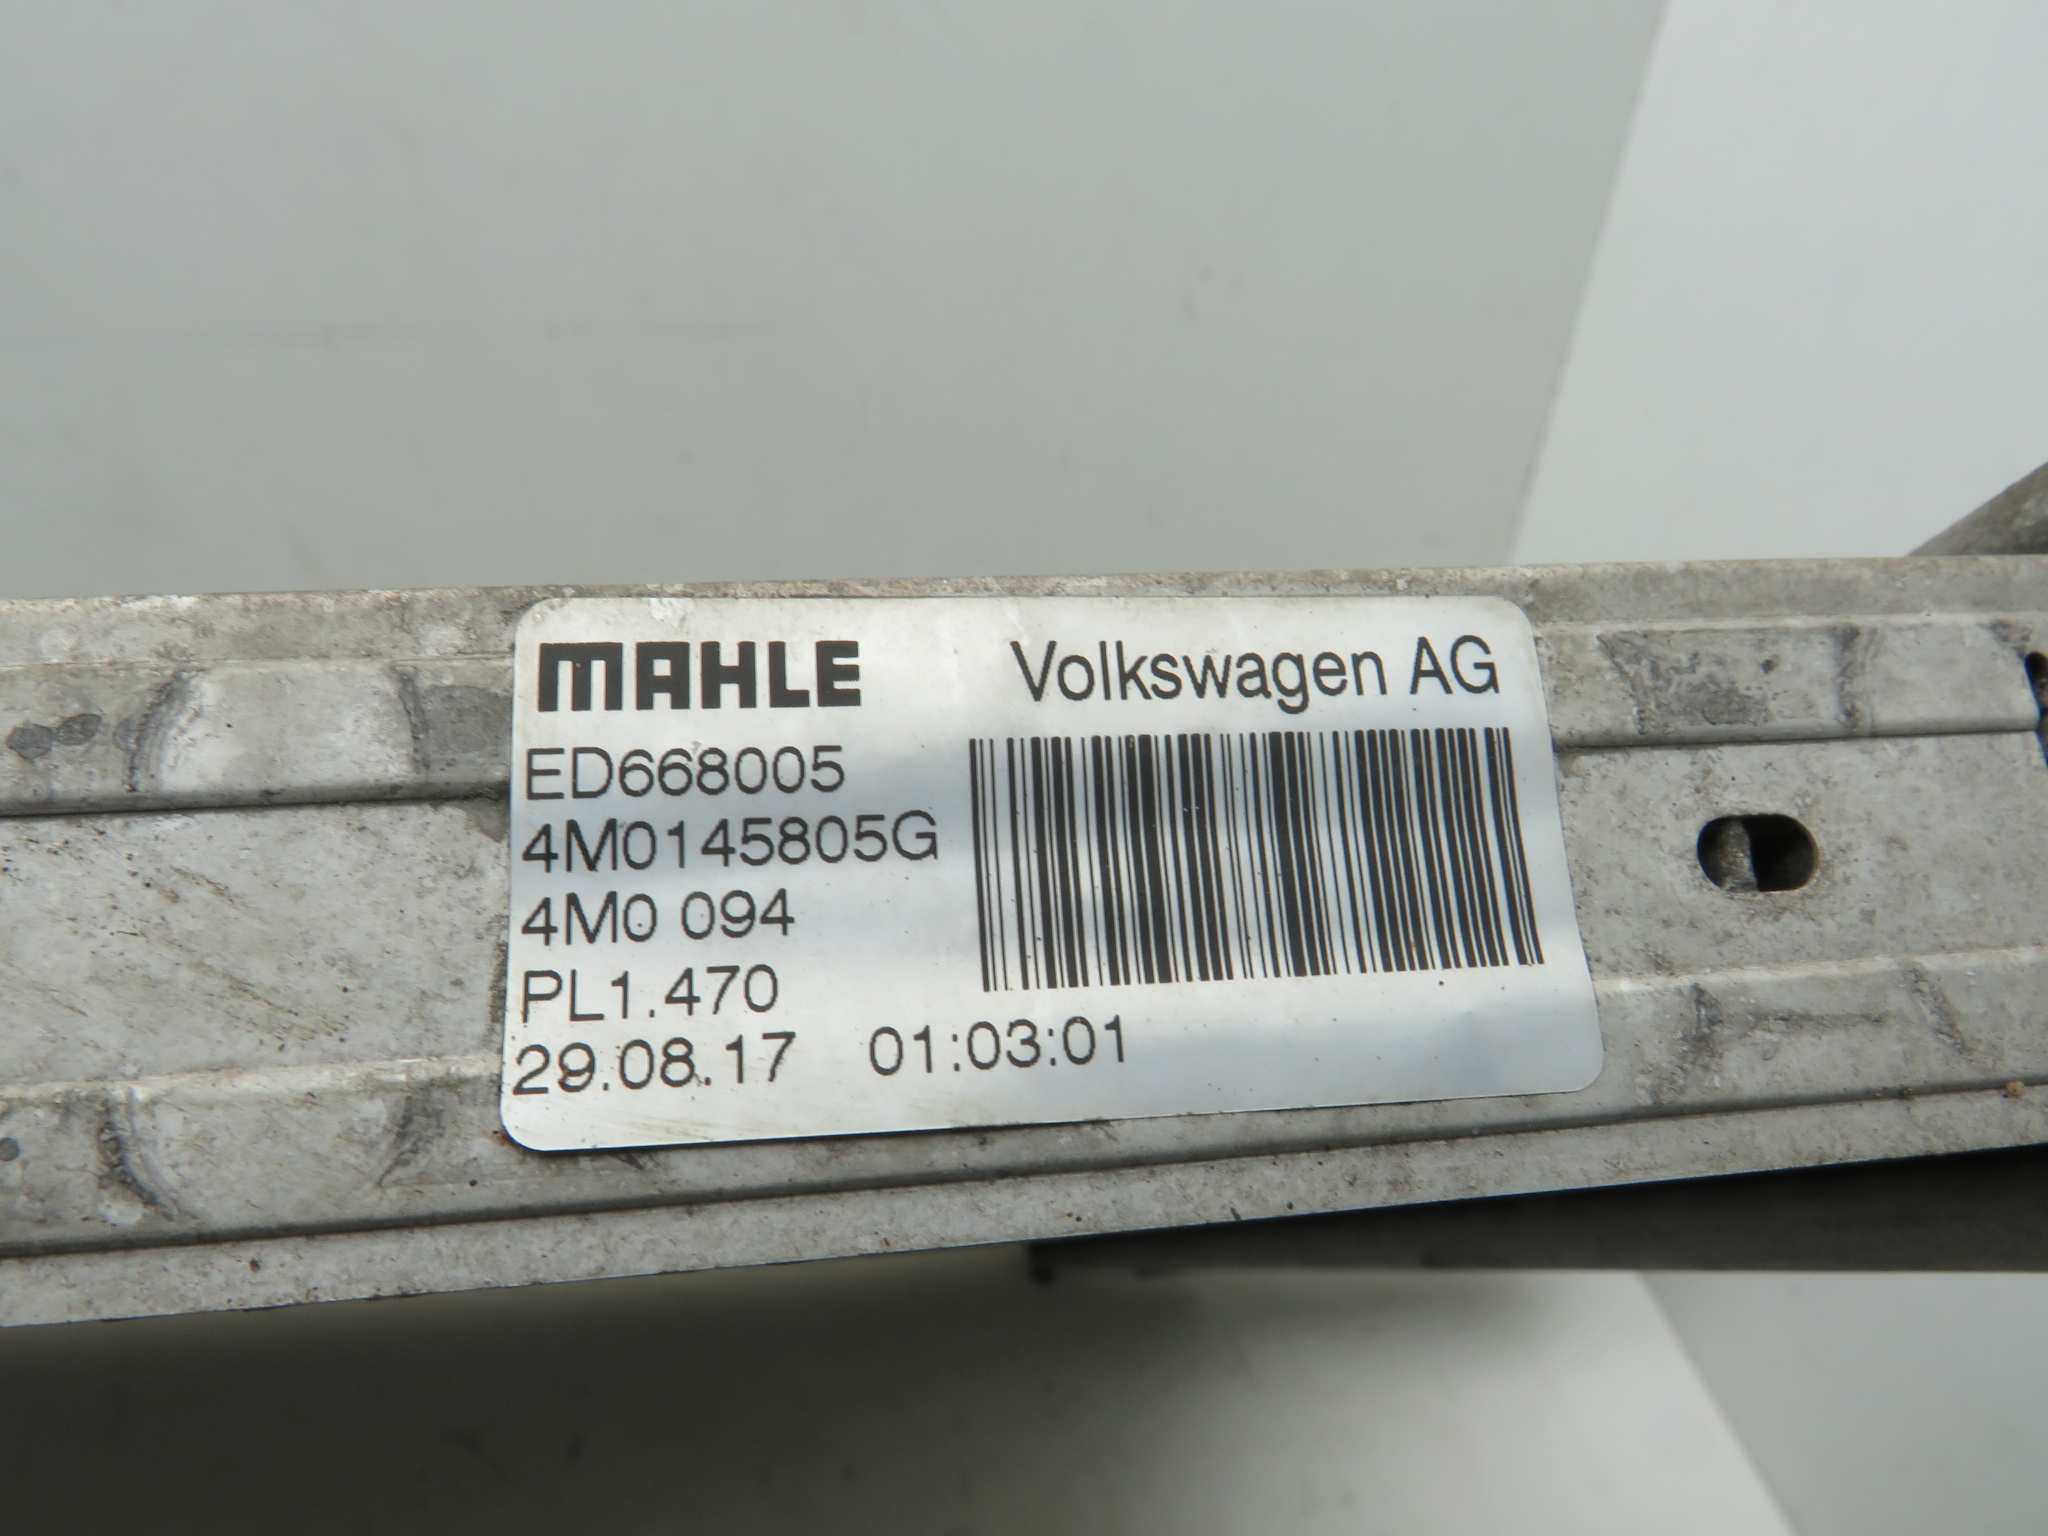 MAHLE Volkswagen AG
ED668005
4M0145805G
4M0 094
PL1.470
29.08.17 01:03:01